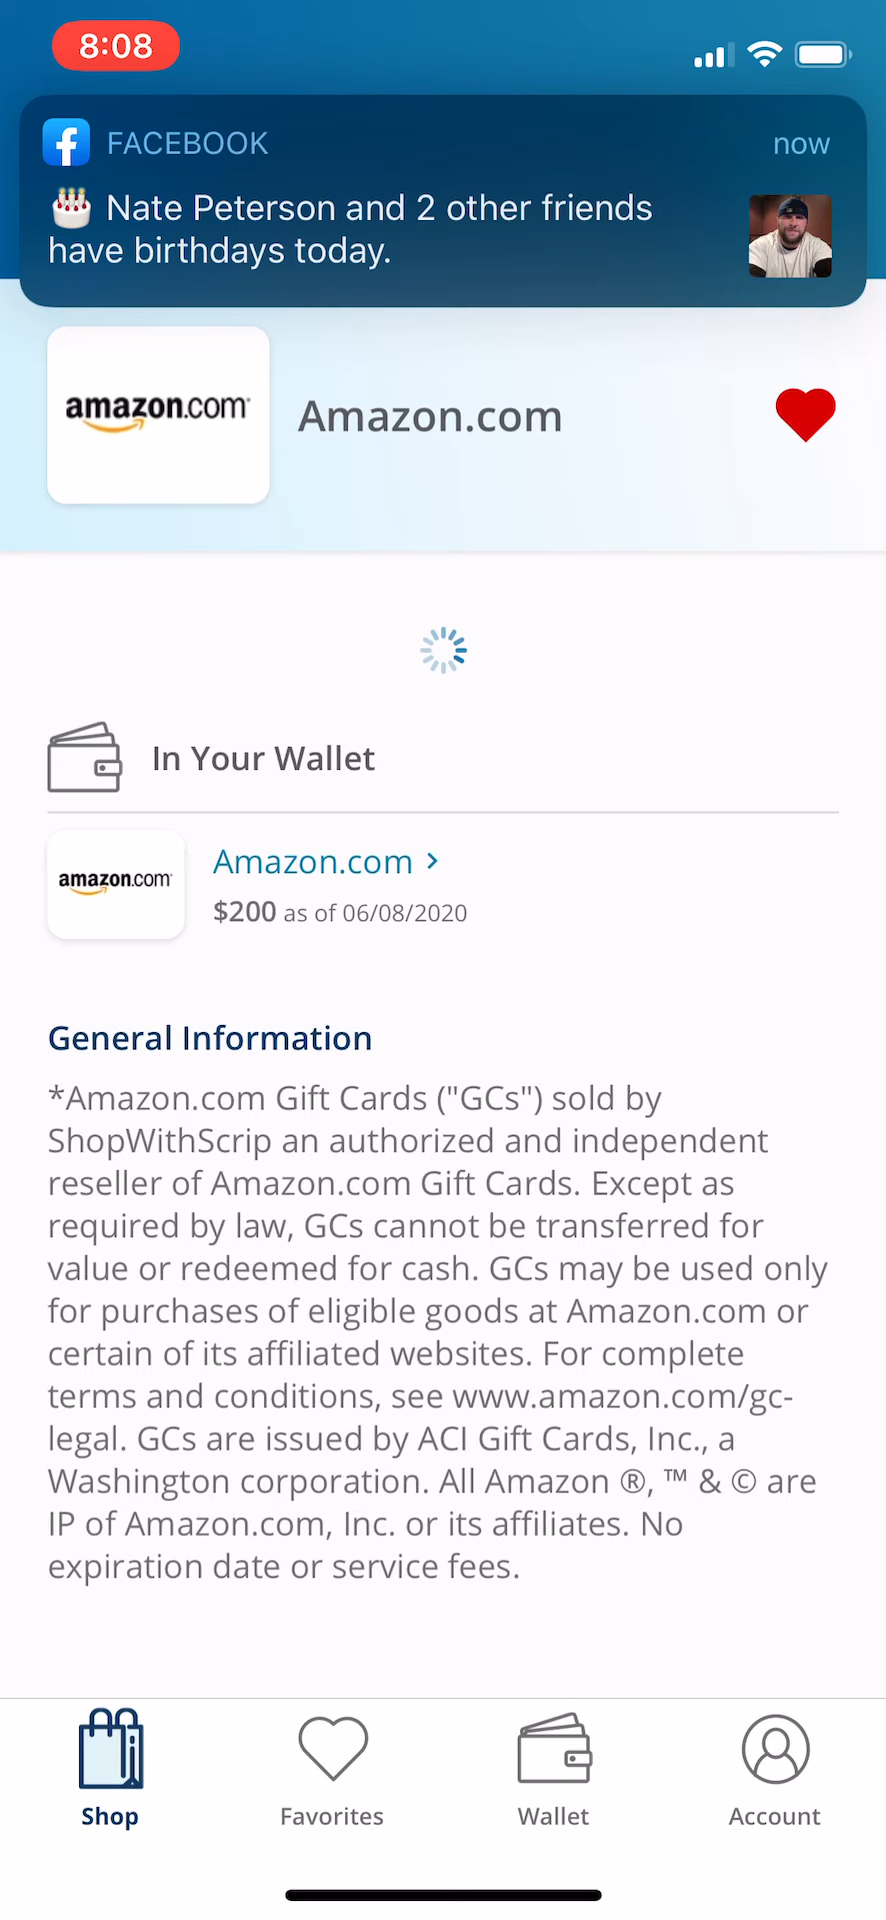 8:08
FACEBOOK
now
Nate Peterson and 2 other friends
have birthdays today.
amazon.com
Amazon.com
In Your Wallet
amazon.com
Amazon.com >
$200 as of 06/08/2020
General Information
*Amazon.com Gift Cards ("GCs") sold by
ShopWithScrip an authorized and independent
reseller of Amazon.com Gift Cards. Except as
required by law, GCs cannot be transferred for
value or redeemed for cash. GCs may be used only
for purchases of eligible goods at Amazon.com or
certain of its affiliated websites. For complete
terms and conditions, see www.amazon.com/gc-
legal. GCs are issued by ACI Gift Cards, Inc., a
Washington corporation. All Amazon ®, ™ & © are
IP of Amazon.com, Inc. or its affiliates. No
expiration date or service fees.
Shop
Favorites
Wallet
Account